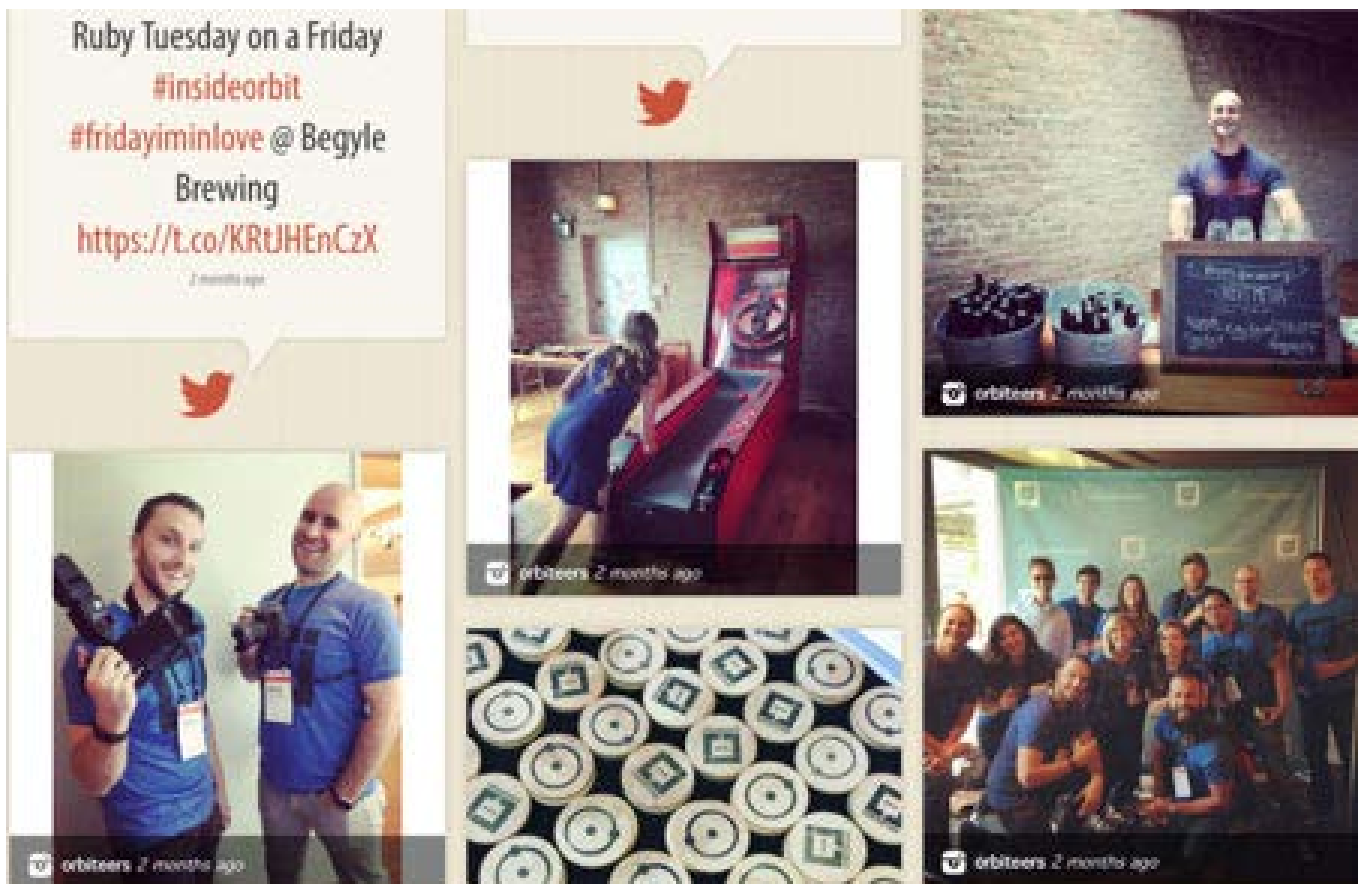 Ruby Tuesday on a Friday
#insideorbit
#fridayiminlove @ Begyle
Brewing
https://t.co/KRtJHEnCzX
2 months ago
orbiteers 2 months ago
orbiteers 2 months ago
orbiteers 2 months ago
orbiteers 2 months ago